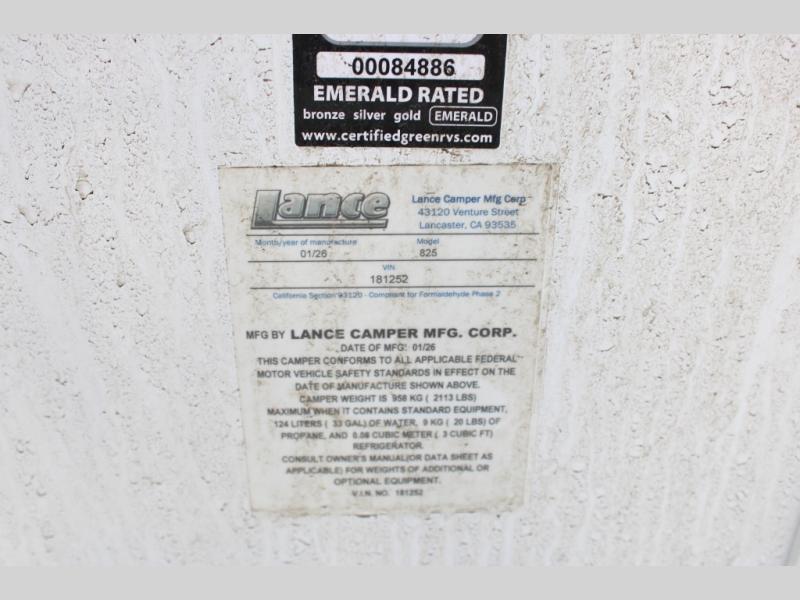 00084886
EMERALD RATED
bronze silver gold EMERALD
www.certifiedgreenrvs.com
Lance
Lance Camper Mfg Corp
43120 Venture Street
Lancaster, CA 93535
Month/year of manufacture Model
01/26 825
VIN
181252
California Section 93120 - Compliant for Formaldehyde Phase 2
MFG BY LANCE CAMPER MFG. CORP.
DATE OF MFG: 01/26
THIS CAMPER CONFORMS TO ALL APPLICABLE FEDERAL
MOTOR VEHICLE SAFETY STANDARDS IN EFFECT ON THE
DATE OF MANUFACTURE SHOWN ABOVE.
CAMPER WEIGHT IS 958 KG ( 2113 LBS)
MAXIMUM WHEN IT CONTAINS STANDARD EQUIPMENT,
124 LITERS ( 33 GAL) OF WATER, 9 KG ( 20 LBS) OF
PROPANE, AND 0.08 CUBIC METER ( 3 CUBIC FT)
REFRIGERATOR.
CONSULT OWNER'S MANUAL(OR DATA SHEET AS
APPLICABLE) FOR WEIGHTS OF ADDITIONAL OR
OPTIONAL EQUIPMENT.
V.I.N. NO. 181252